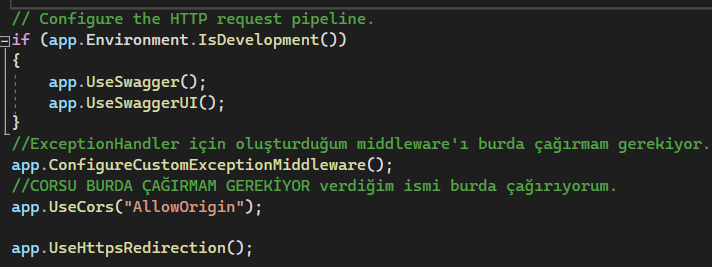 // Configure the HTTP request pipeline.
if (app.Environment.IsDevelopment())
{
    app.UseSwagger();
    app.UseSwaggerUI();
}
//ExceptionHandler için oluşturduğum middleware'ı burda çağırmam gerekiyor.
app.ConfigureCustomExceptionMiddleware();
//CORSU BURDA ÇAĞIRMAM GEREKİYOR verdiğim ismi burda çağırıyorum.
app.UseCors("AllowOrigin");

app.UseHttpsRedirection();